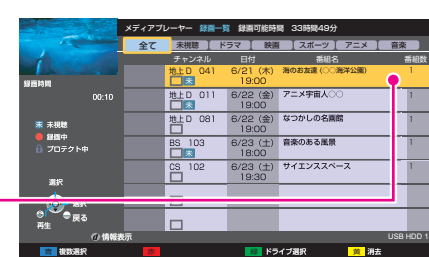 メディアプレーヤー 録画一覧 録画可能時間 33時間49分
全て 未視聴 ドラマ 映画 スポーツ アニメ 音楽
チャンネル 日付 番組名 番組数
地上D 041 6/21 (木) 海のお友達 (○○海洋公園) 1
未 19:00
録画時間
00:10
地上D 011 6/22 (金) アニメ宇宙人○○ 1
19:00
地上D 081 6/22 (金) なつかしの名画館 1
19:00
未 未視聴
録画中
プロテクト中
BS 103 6/23 (土) 音楽のある風景 1
未 18:00
CS 102 6/23 (土) サイエンススペース 1
19:30
選択
選択
戻る
再生
情報表示 USB HDD 1
青 複数選択 赤 緑 ドライブ選択 黄 消去